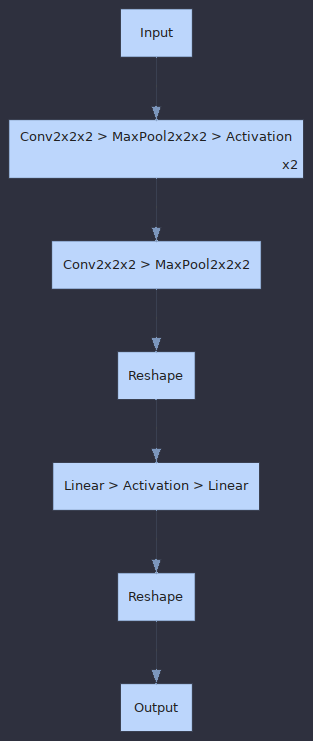 Input
Conv2x2x2 > MaxPool2x2x2 > Activation
x2
Conv2x2x2 > MaxPool2x2x2
Reshape
Linear > Activation > Linear
Reshape
Output